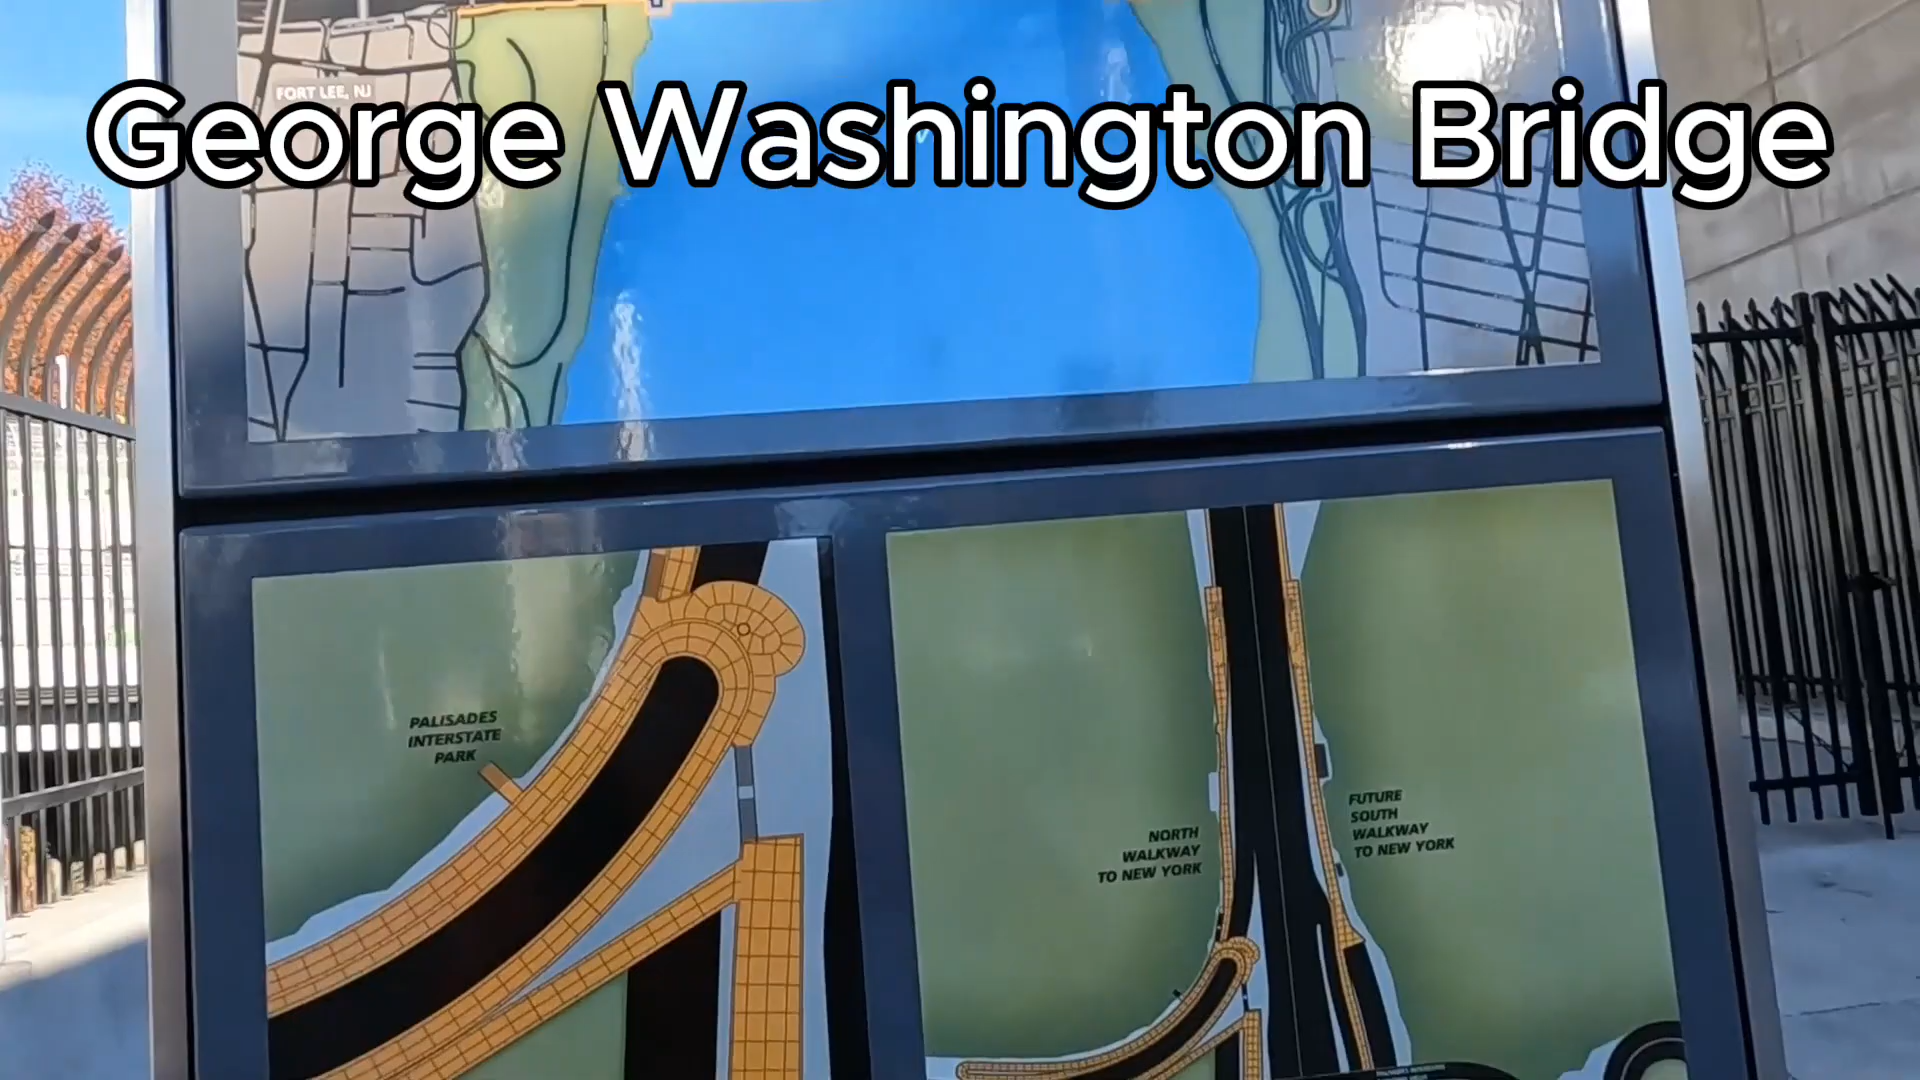 George Washington Bridge
FORT LEE, NJ
PALISADES
INTERSTATE
PARK
NORTH
WALKWAY
TO NEW YORK
FUTURE
SOUTH
WALKWAY
TO NEW YORK